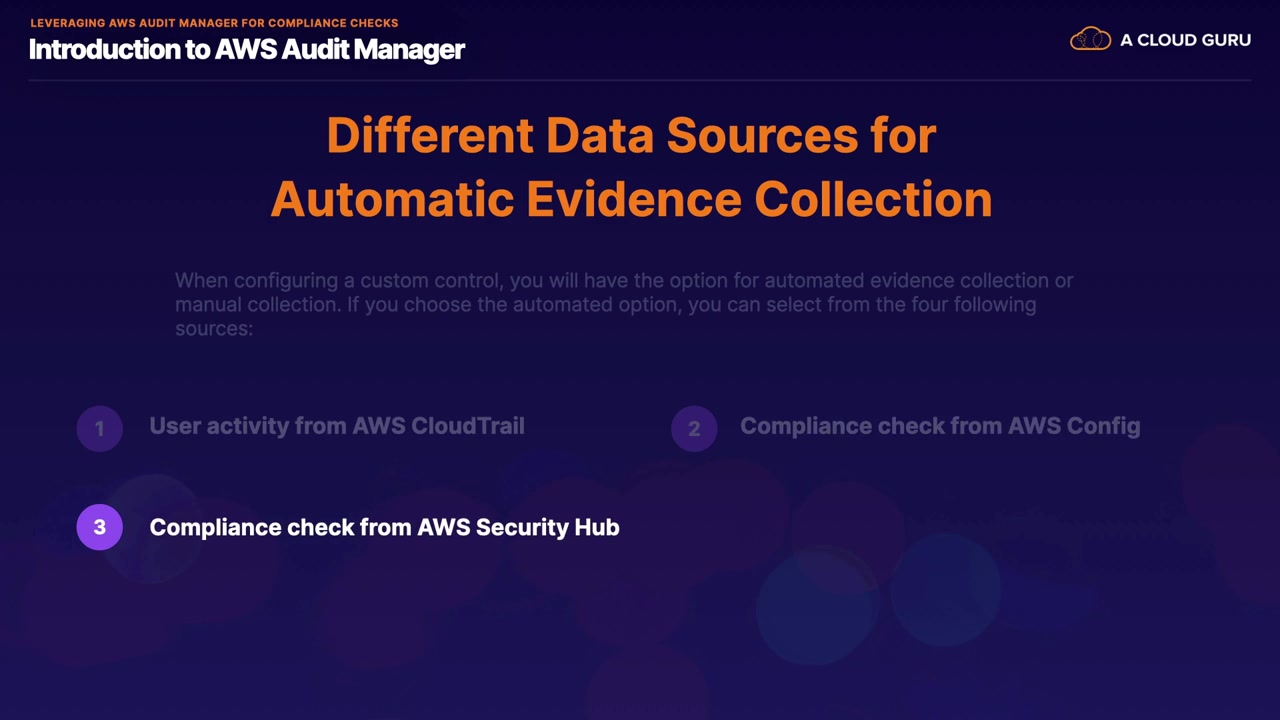 LEVERAGING AWS AUDIT MANAGER FOR COMPLIANCE CHECKS
Introduction to AWS Audit Manager
A CLOUD GURU
Different Data Sources for
Automatic Evidence Collection
When configuring a custom control, you will have the option for automated evidence collection or
manual collection. If you choose the automated option, you can select from the four following
sources:
1 User activity from AWS CloudTrail
2 Compliance check from AWS Config
3 Compliance check from AWS Security Hub